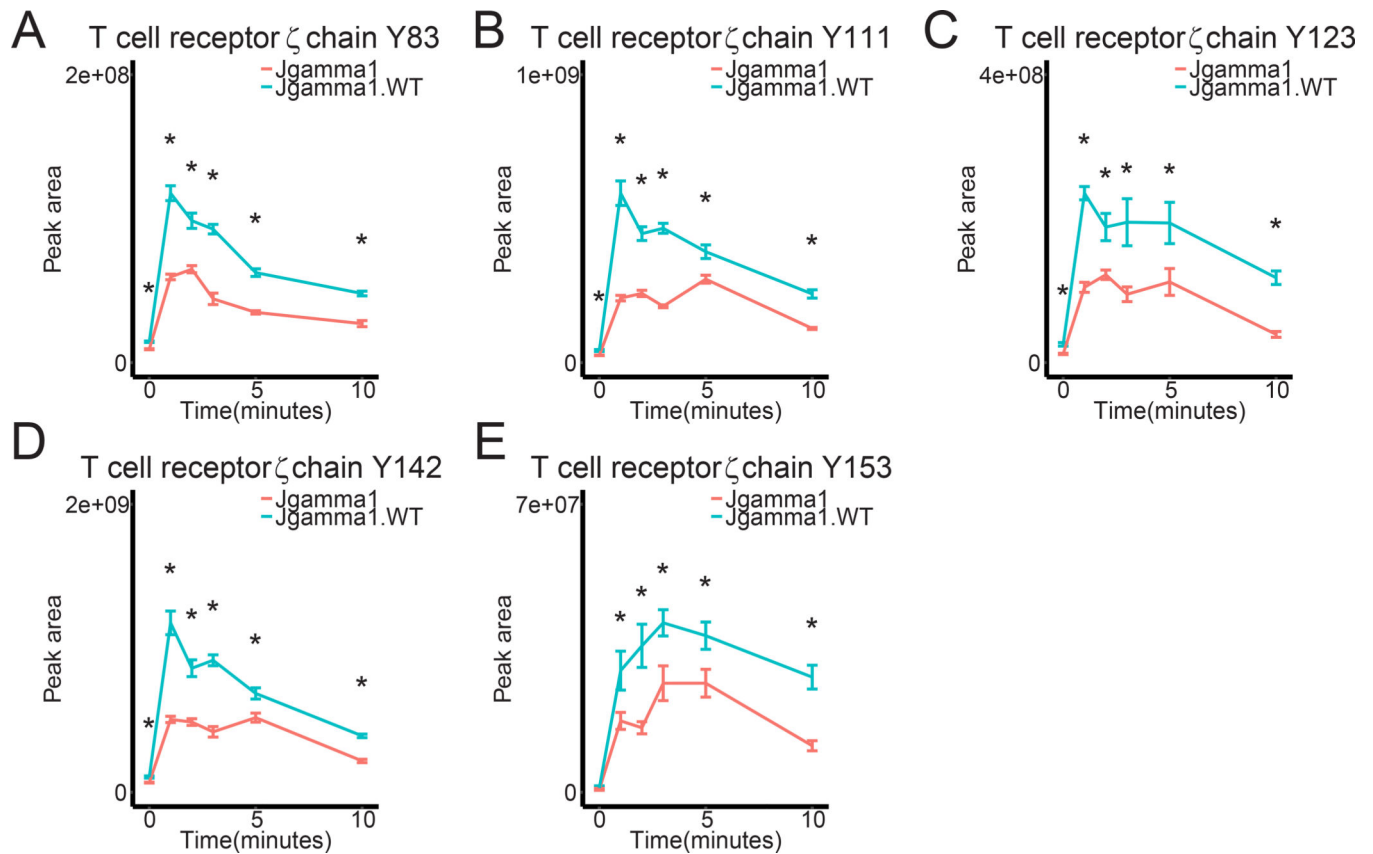 A
T cell receptor ζ chain Y83
2e+08
Jgamma1
Jgamma1.WT
*
*
*
*
*
*
Peak area
0
0
5
10
Time(minutes)
B
T cell receptor ζ chain Y111
1e+09
Jgamma1
Jgamma1.WT
*
*
*
*
*
*
Peak area
0
0
5
10
Time(minutes)
C
T cell receptor ζ chain Y123
4e+08
Jgamma1
Jgamma1.WT
*
*
*
*
*
*
Peak area
0
0
5
10
Time(minutes)
D
T cell receptor ζ chain Y142
2e+09
Jgamma1
Jgamma1.WT
*
*
*
*
*
*
Peak area
0
0
5
10
Time(minutes)
E
T cell receptor ζ chain Y153
7e+07
Jgamma1
Jgamma1.WT
*
*
*
*
*
Peak area
0
0
5
10
Time(minutes)